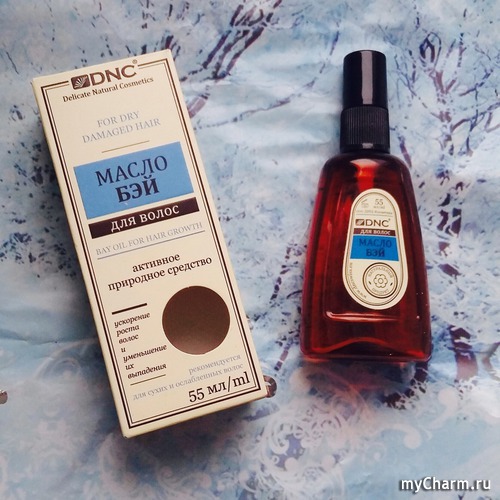 DNC
Delicate Natural Cosmetics
FOR DRY
DAMAGED HAIR
МАСЛО
БЭЙ
ДЛЯ ВОЛОС
BAY OIL FOR HAIR GROWTH
активное
природное средство
ускорение
роста
волос
и
уменьшение
их
выпадения
рекомендуется
для сухих и ослабленных волос
55 мл/ml
55
DNC
ДЛЯ ВОЛОС
МАСЛО
БЭЙ
myCharm.ru